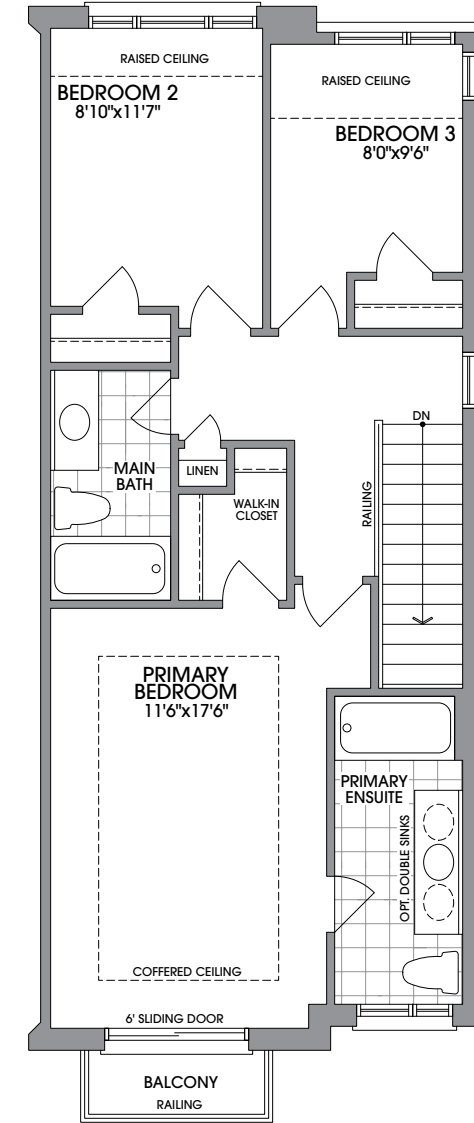 RAISED CEILING
BEDROOM 2
8'10"x11'7"
RAISED CEILING
BEDROOM 3
8'0"x9'6"
DN
MAIN
BATH
LINEN
WALK-IN
CLOSET
RAILING
PRIMARY
BEDROOM
11'6"x17'6"
PRIMARY
ENSUITE
OPT. DOUBLE SINKS
COFFERED CEILING
6' SLIDING DOOR
BALCONY
RAILING